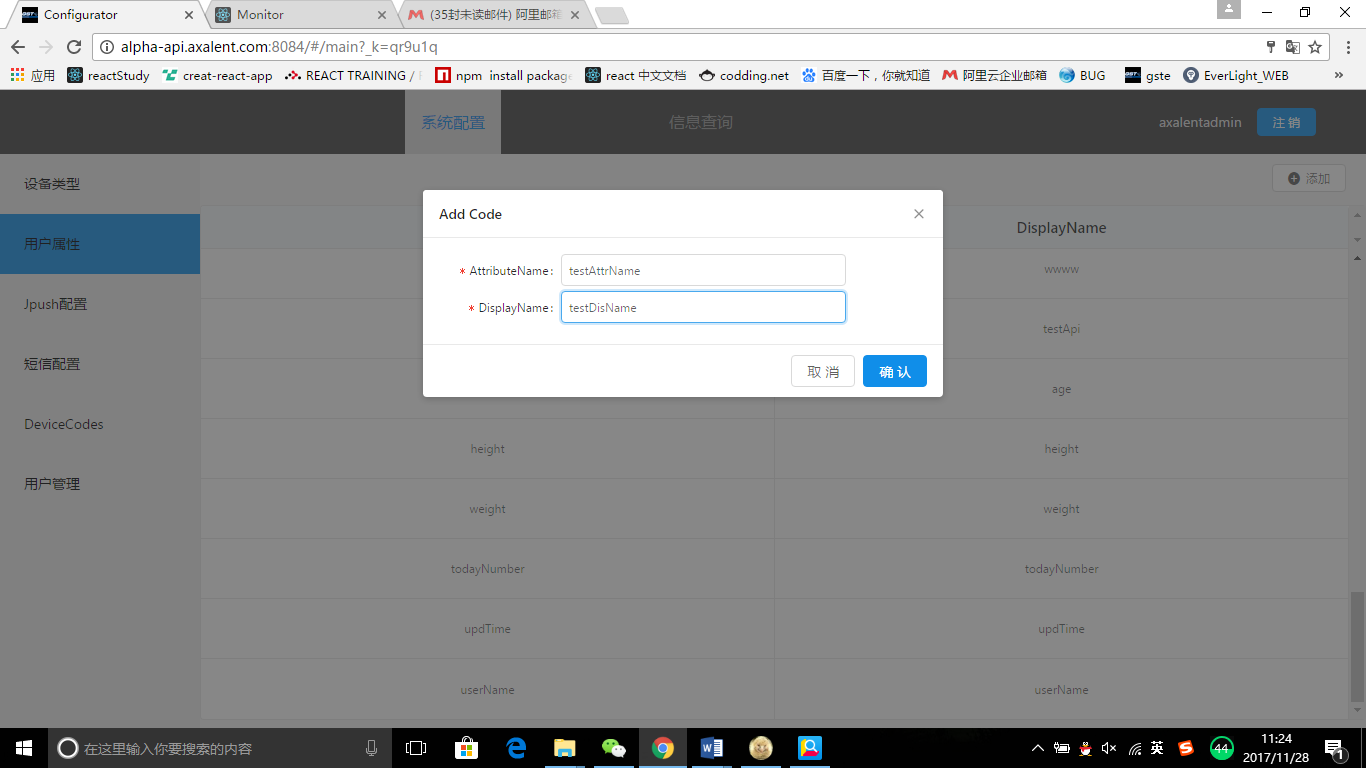 Configurator
Monitor
(35封未读邮件) 阿里邮箱
alpha-api.axalent.com:8084/#/main?_k=qr9u1q
应用
reactStudy
creat-react-app
REACT TRAINING /
npm install package
react 中文文档
codding.net
百度一下，你就知道
阿里云企业邮箱
BUG
gste
EverLight_WEB
»
系统配置
信息查询
axalentadmin
注 销
设备类型
用户属性
Jpush配置
短信配置
DeviceCodes
用户管理
添加
DisplayName
wwww
testApi
age
height
height
weight
weight
todayNumber
todayNumber
updTime
updTime
userName
userName
Add Code
* AttributeName:
testAttrName
* DisplayName:
testDisName
取 消
确 认
在这里输入你要搜索的内容
英
44
11:24
2017/11/28
1